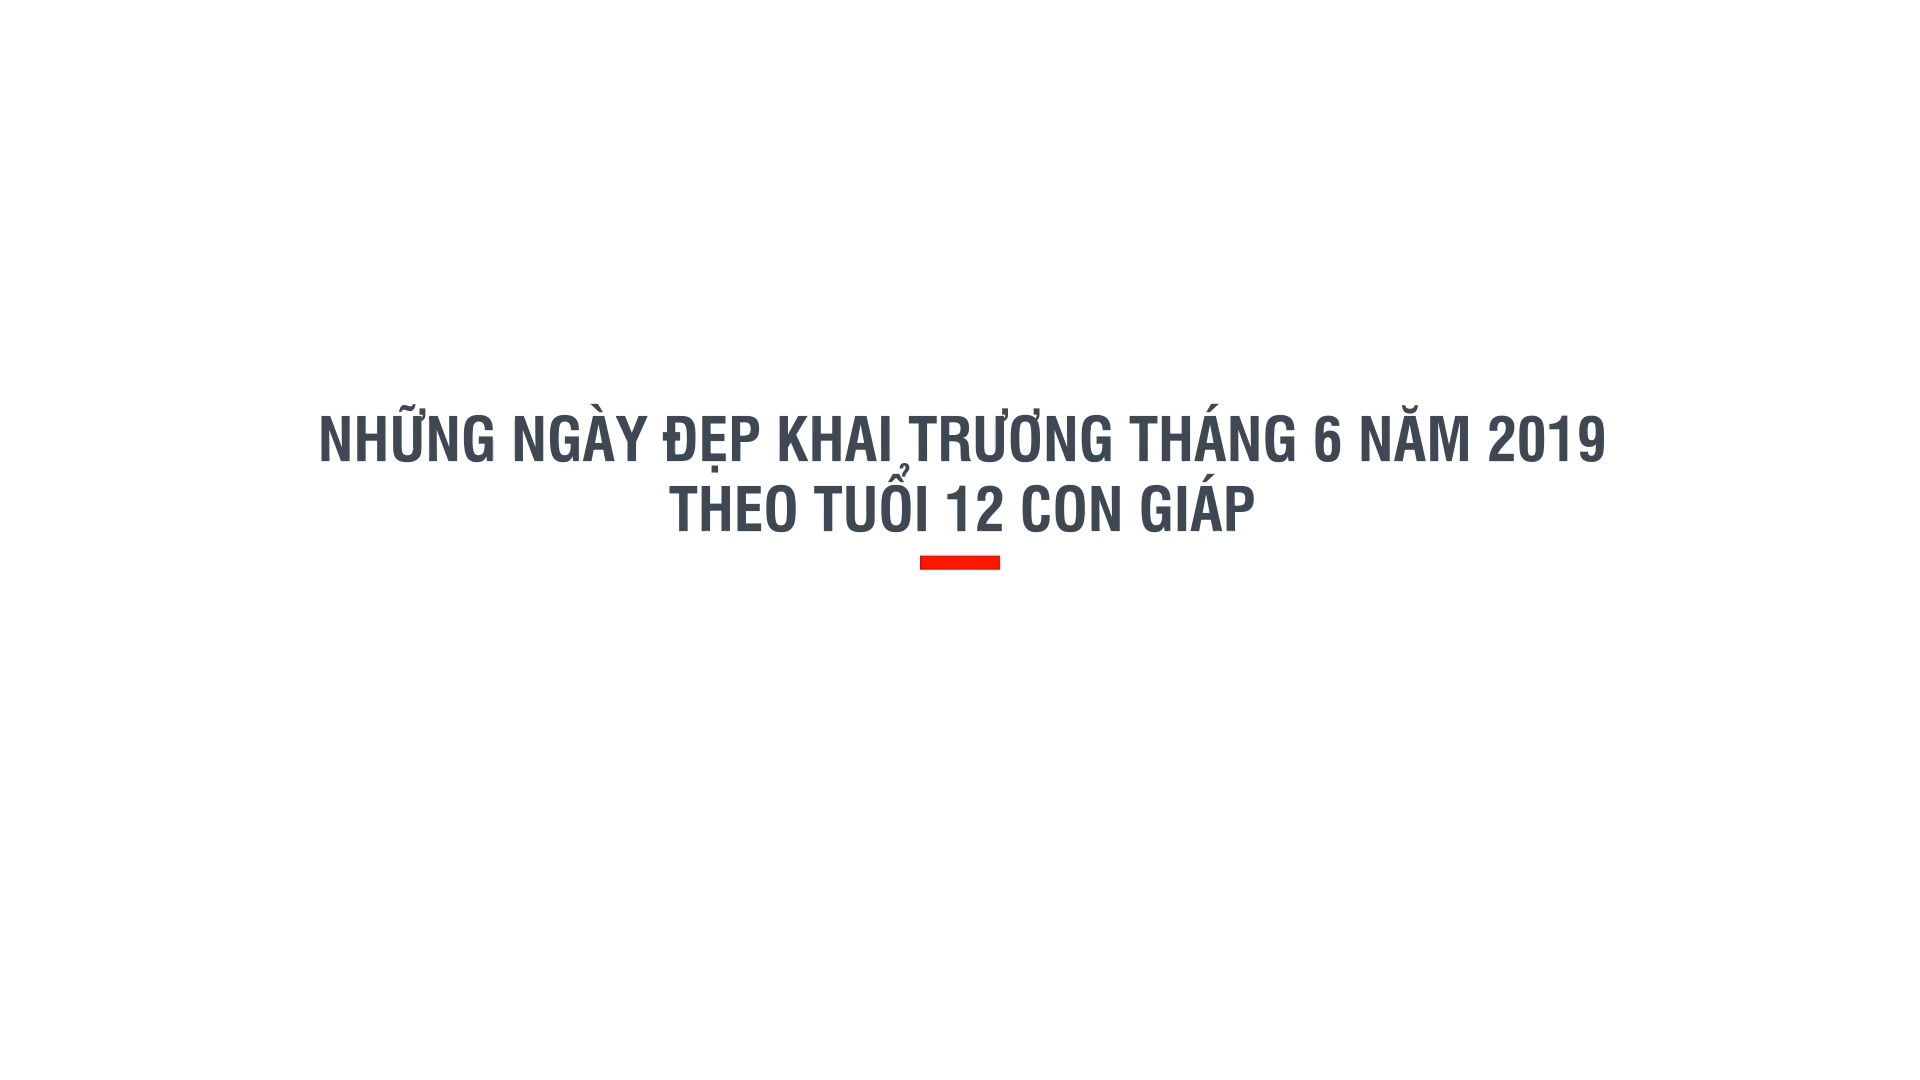 NHỮNG NGÀY ĐẸP KHAI TRƯƠNG THÁNG 6 NĂM 2019
THEO TUỔI 12 CON GIÁP